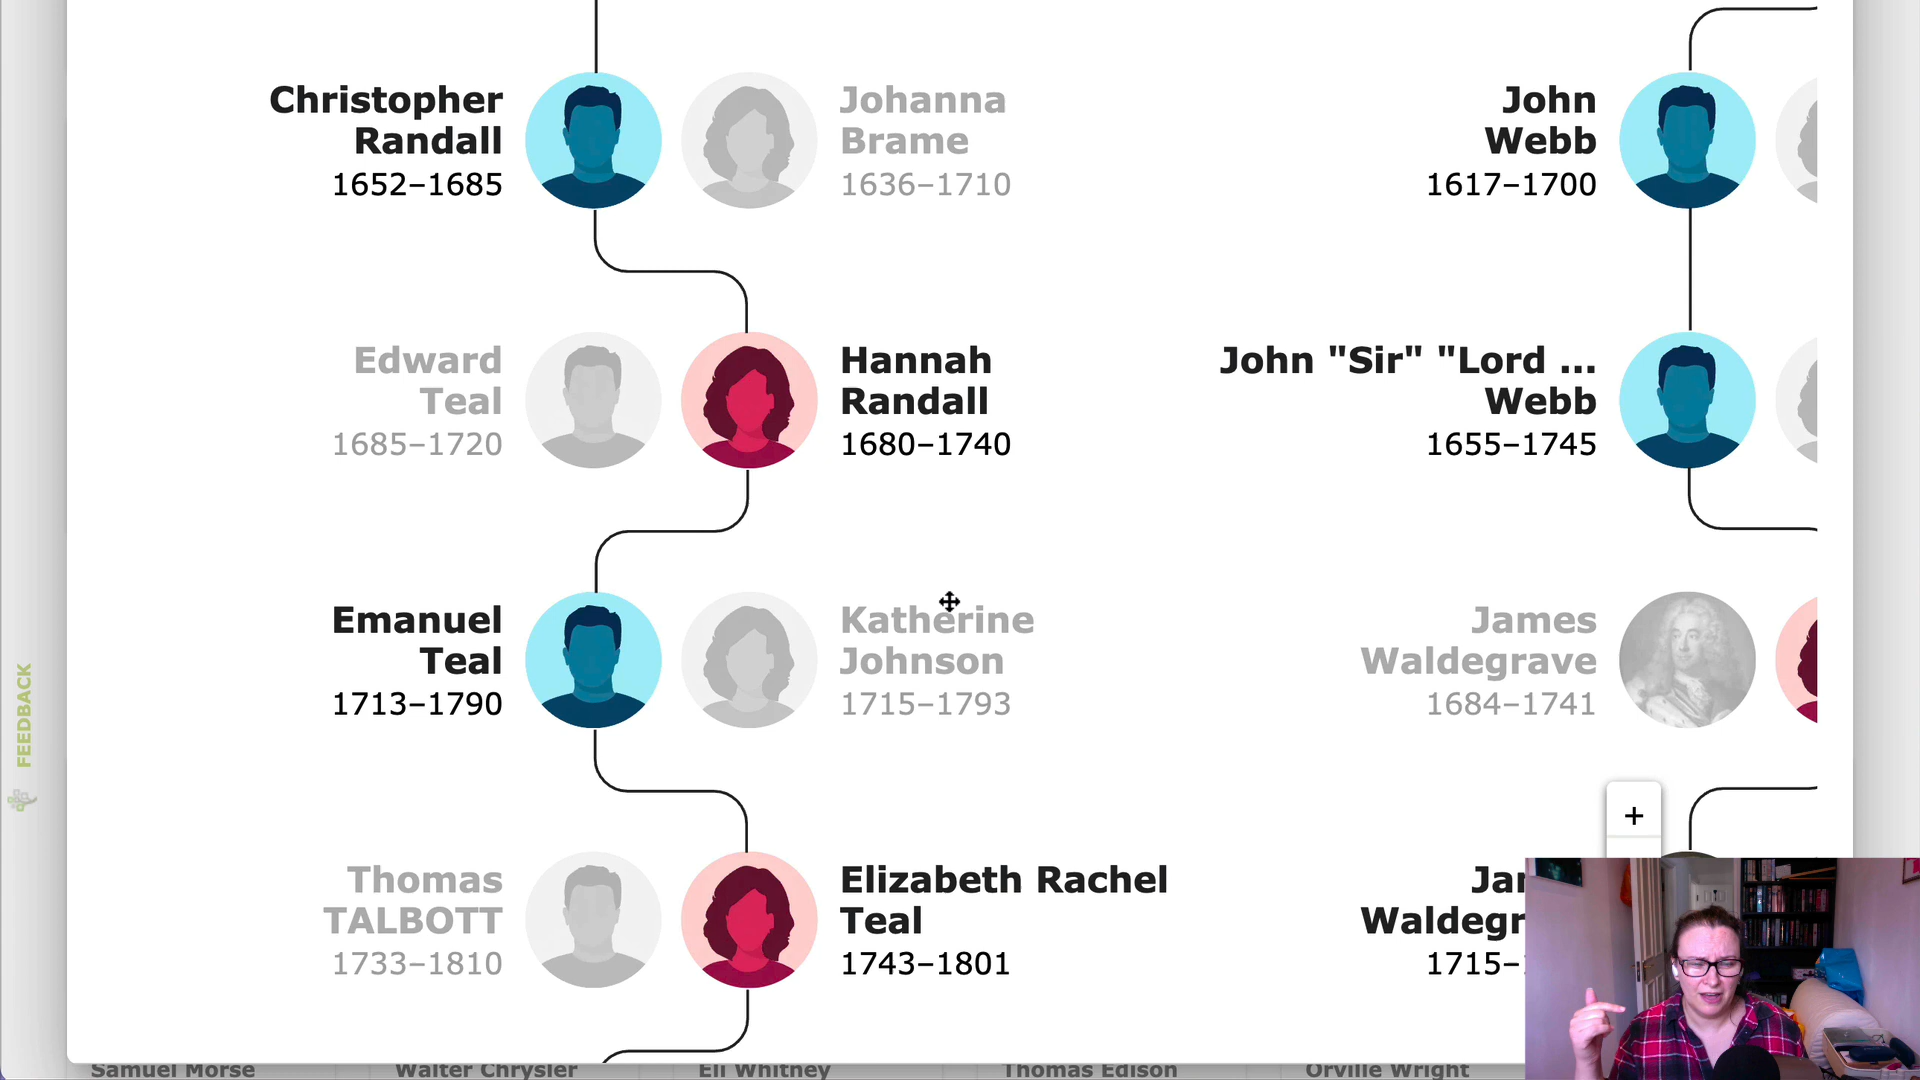 Christopher
Randall
1652–1685
Johanna
Brame
1636–1710
John
Webb
1617–1700
Edward
Teal
1685–1720
Hannah
Randall
1680–1740
John "Sir" "Lord ...
Webb
1655–1745
Emanuel
Teal
1713–1790
Katherine
Johnson
1715–1793
James
Waldegrave
1684–1741
Thomas
TALBOTT
1733–1810
Elizabeth Rachel
Teal
1743–1801
Jar
Waldegr
1715–
+
FEEDBACK
Samuel Morse
Walter Chrysler
Eli Whitney
Thomas Edison
Orville Wright